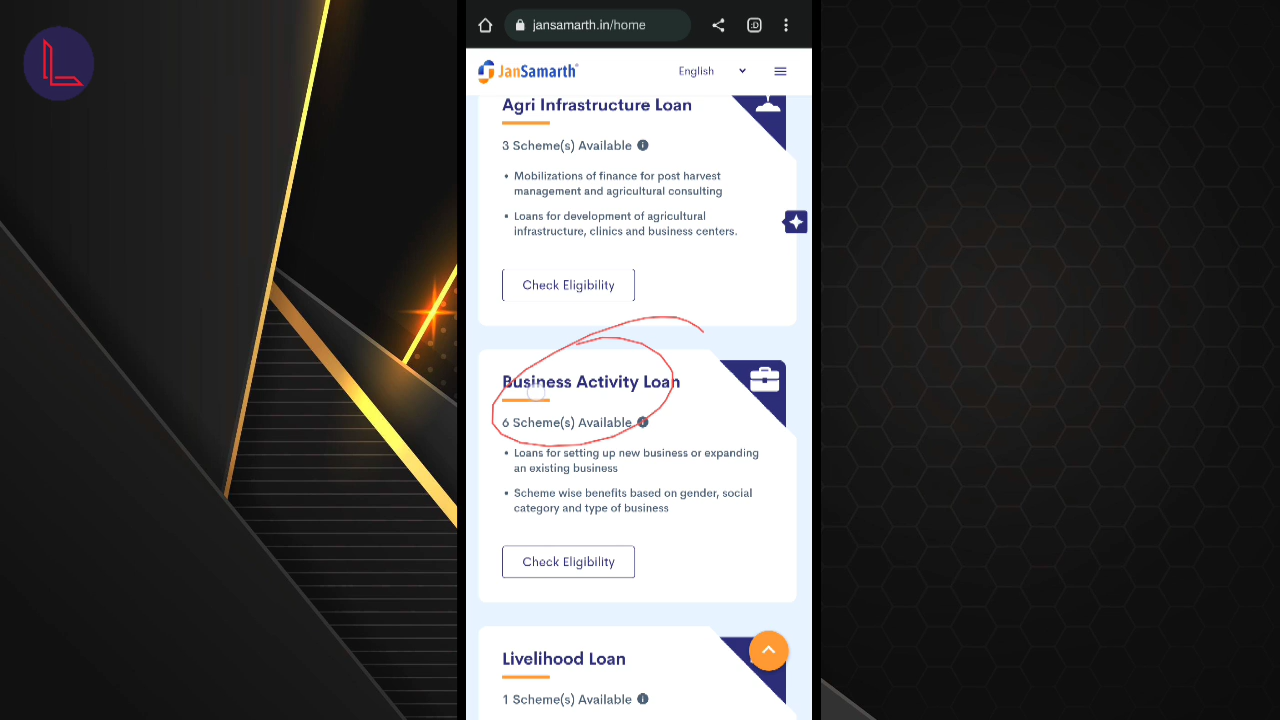 jansamarth.in/home
:D
JanSamarth®
English
Agri Infrastructure Loan
3 Scheme(s) Available
• Mobilizations of finance for post harvest
management and agricultural consulting
• Loans for development of agricultural
infrastructure, clinics and business centers.
Check Eligibility
Business Activity Loan
6 Scheme(s) Available
• Loans for setting up new business or expanding
an existing business
• Scheme wise benefits based on gender, social
category and type of business
Check Eligibility
Livelihood Loan
1 Scheme(s) Available